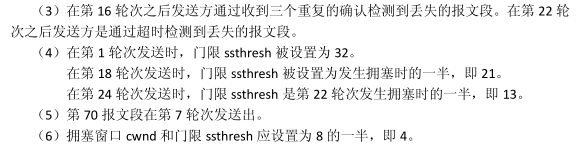 （3）在第 16 轮次之后发送方通过收到三个重复的确认检测到丢失的报文段。在第 22 轮
次之后发送方是通过超时检测到丢失的报文段。
（4）在第 1 轮次发送时，门限 ssthresh 被设置为 32。
在第 18 轮次发送时，门限 ssthresh 被设置为发生拥塞时的一半，即 21。
在第 24 轮次发送时，门限 ssthresh 是第 22 轮次发生拥塞时的一半，即 13。
（5）第 70 报文段在第 7 轮次发送出。
（6）拥塞窗口 cwnd 和门限 ssthresh 应设置为 8 的一半，即 4。